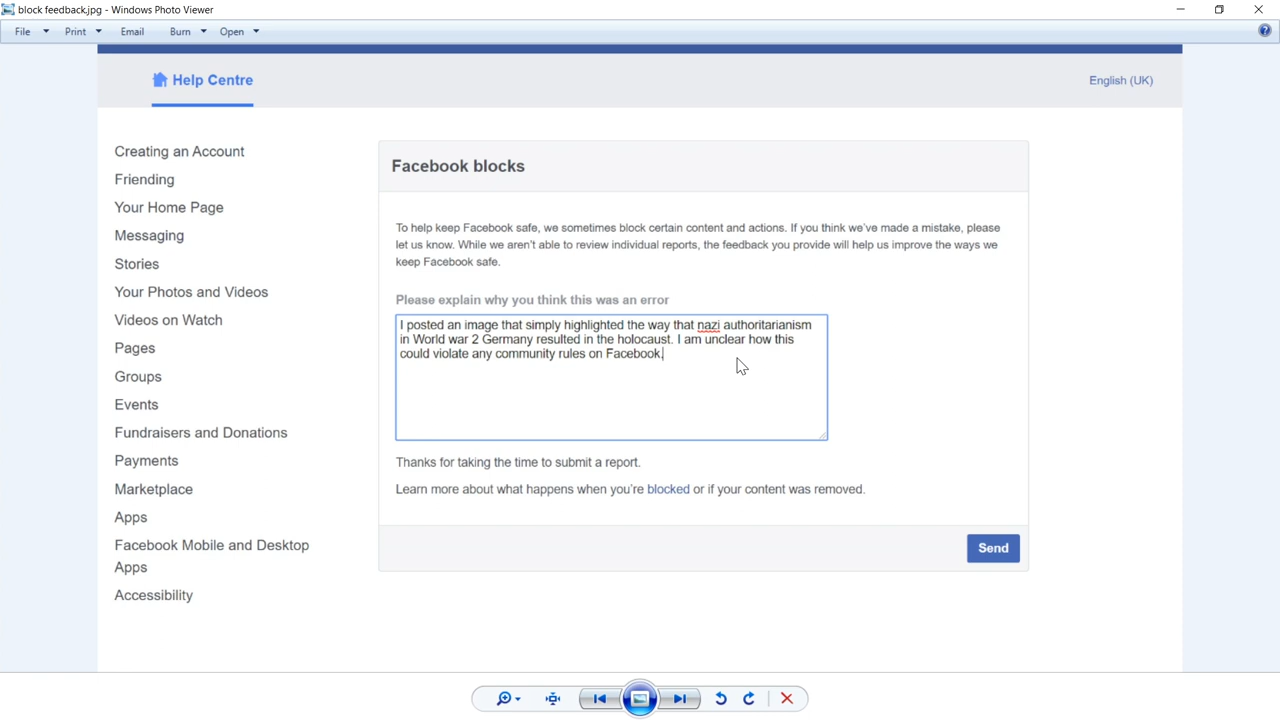 block feedback.jpg - Windows Photo Viewer
File Print Email Burn Open
Help Centre
English (UK)
Creating an Account
Friending
Your Home Page
Messaging
Stories
Your Photos and Videos
Videos on Watch
Pages
Groups
Events
Fundraisers and Donations
Payments
Marketplace
Apps
Facebook Mobile and Desktop
Apps
Accessibility
Facebook blocks
To help keep Facebook safe, we sometimes block certain content and actions. If you think we've made a mistake, please
let us know. While we aren't able to review individual reports, the feedback you provide will help us improve the ways we
keep Facebook safe.
Please explain why you think this was an error
I posted an image that simply highlighted the way that nazi authoritarianism
in World war 2 Germany resulted in the holocaust. I am unclear how this
could violate any community rules on Facebook.
Thanks for taking the time to submit a report.
Learn more about what happens when you're blocked or if your content was removed.
Send